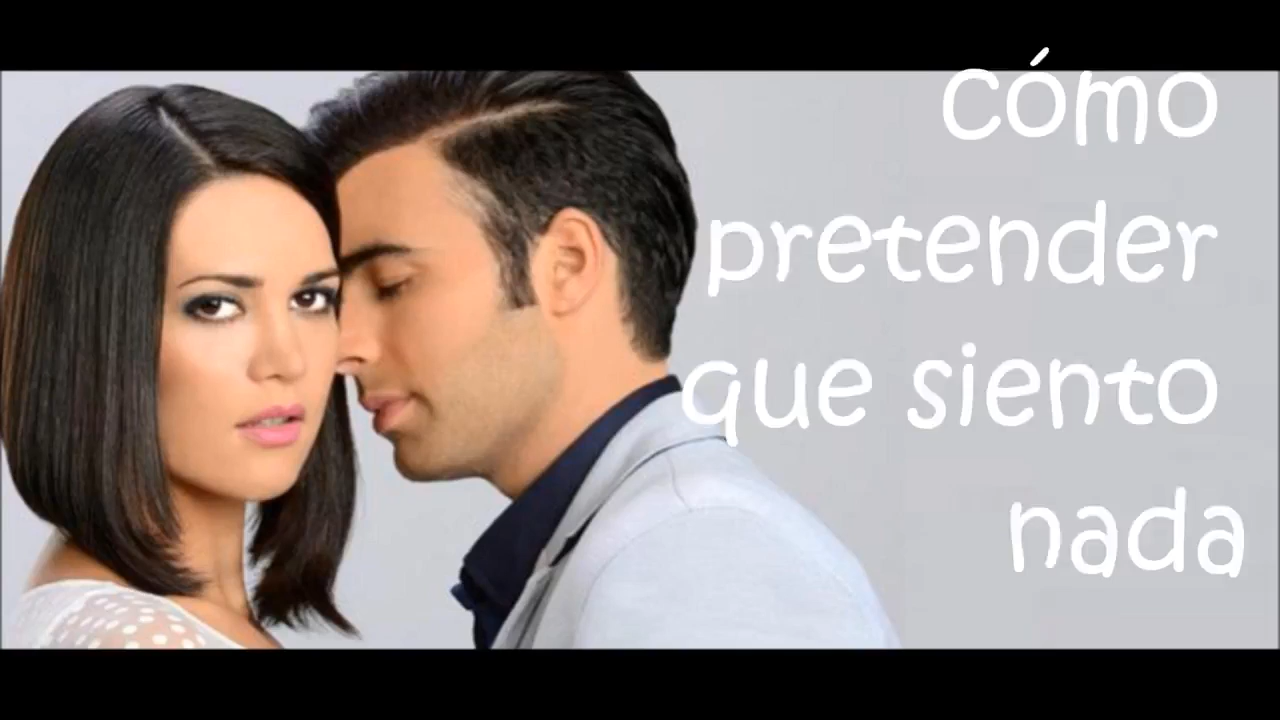 cómo
pretender
que siento
nada